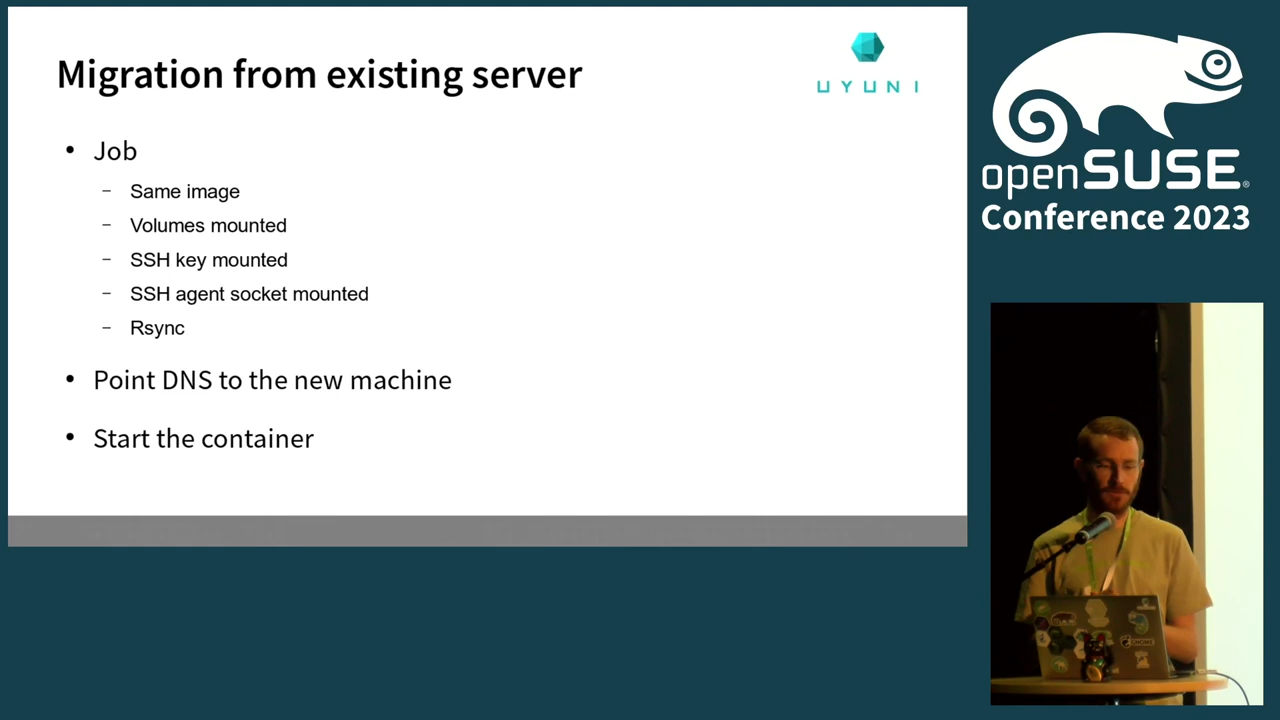 Migration from existing server
UYUNI
• Job
– Same image
– Volumes mounted
– SSH key mounted
– SSH agent socket mounted
– Rsync
• Point DNS to the new machine
• Start the container
openSUSE®
Conference 2023
GNOME